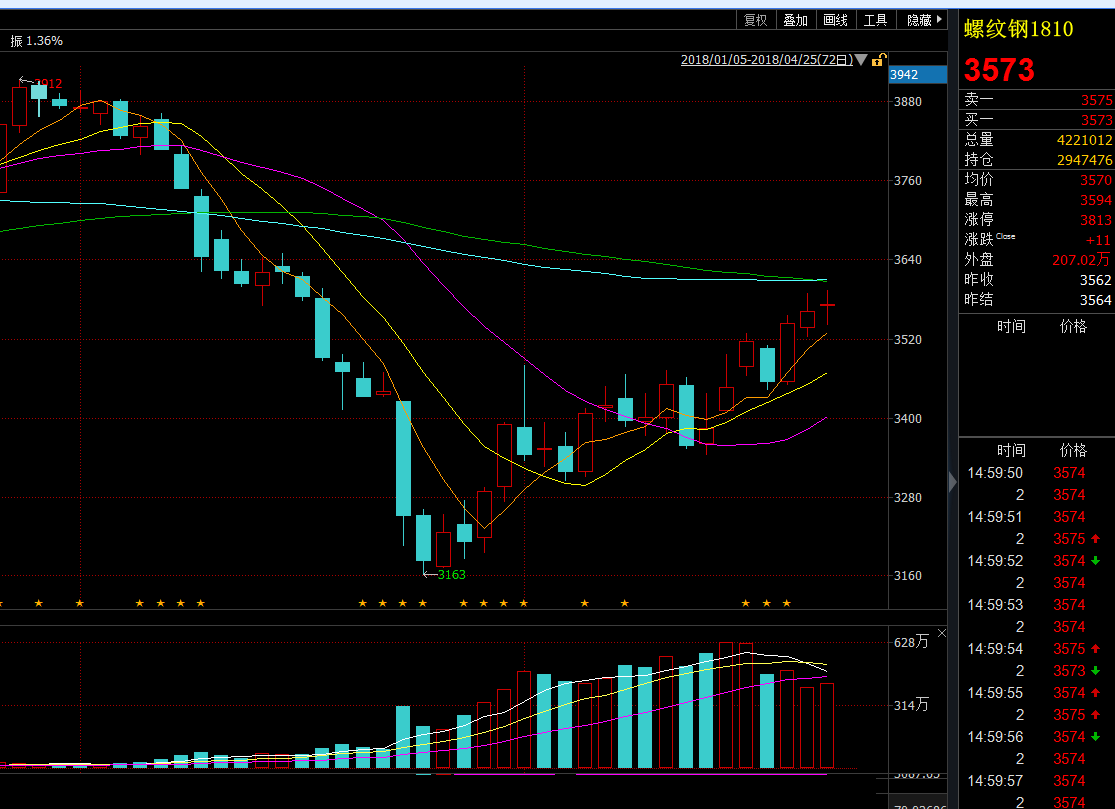 复权 叠加 画线 工具 隐藏
振 1.36%
2018/01/05-2018/04/25(72日)
3942
3880
3760
3640
3520
3400
3280
3160
3912
3163
628万
314万
螺纹钢1810
3573
卖一 3575
买一 3573
总量 4221012
持仓 2947476
均价 3570
最高 3594
涨停 3813
涨跌 Close +11
外盘 207.02万
昨收 3562
昨结 3564
时间 价格
时间 价格
14:59:50 3574
2 3574
14:59:51 3574
2 3575
14:59:52 3574
2 3574
14:59:53 3574
2 3574
14:59:54 3575
2 3573
14:59:55 3574
2 3575
14:59:56 3574
2 3574
14:59:57 3574
2 3574